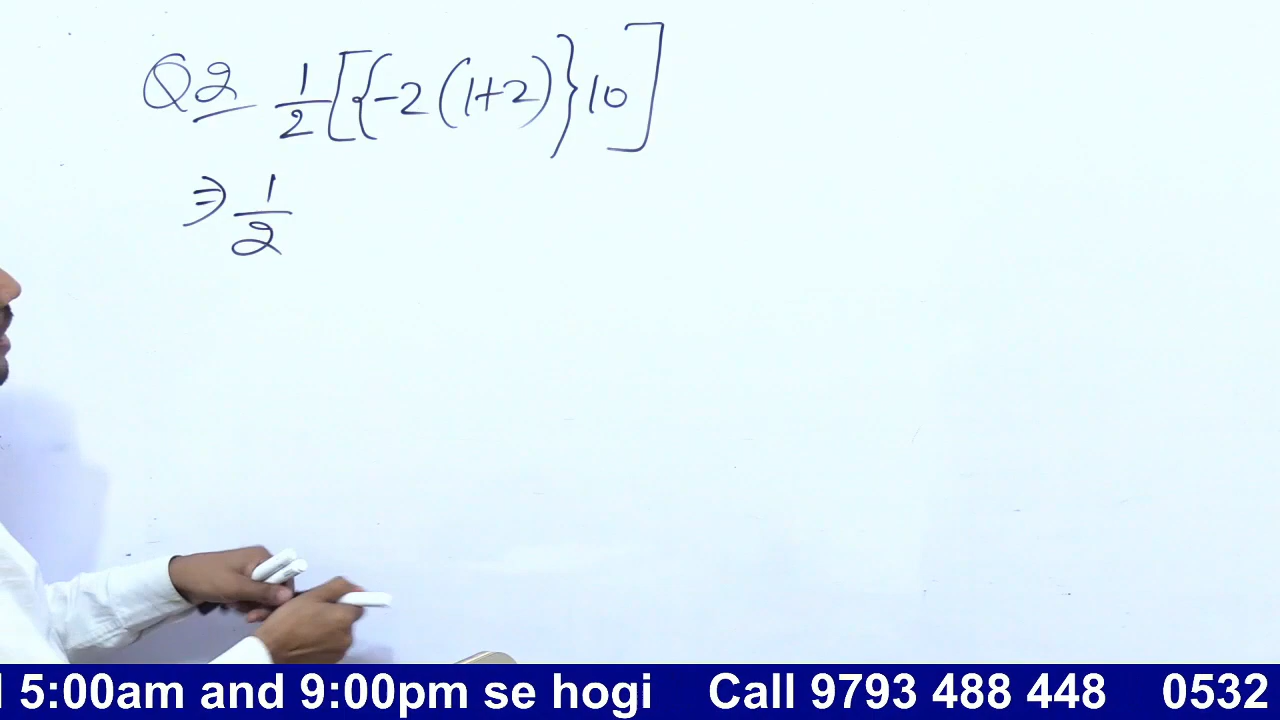 Q2 1/2[{-2(1+2)}10]
⇒ 1/2
5:00am and 9:00pm se hogi Call 9793 488 448 0532